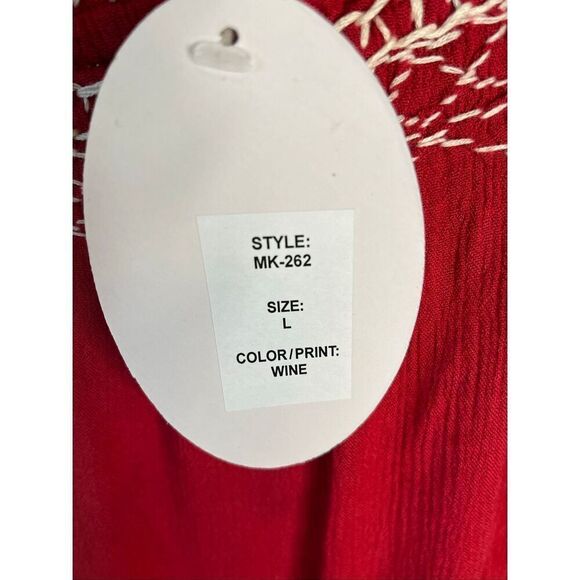 STYLE:
MK-262
SIZE:
L
COLOR/PRINT:
WINE